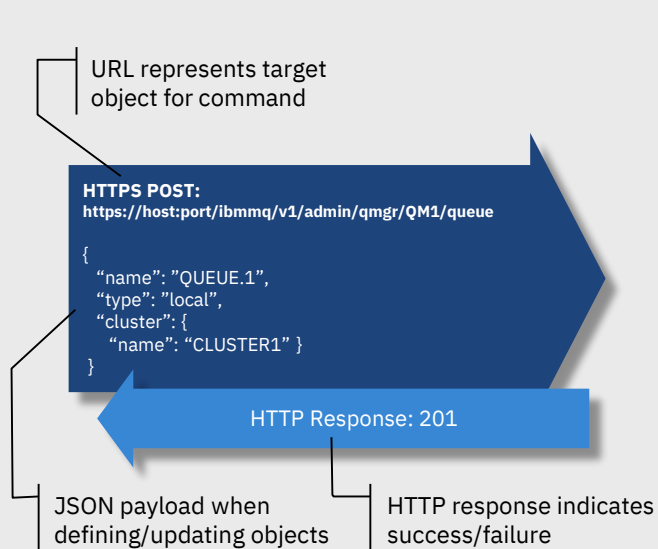 URL represents target
object for command
HTTPS POST:
https://host:port/ibmmq/v1/admin/qmgr/QM1/queue
{
“name”: ”QUEUE.1”,
“type”: ”local”,
“cluster”: {
“name”: “CLUSTER1” }
}
HTTP Response: 201
JSON payload when
defining/updating objects
HTTP response indicates
success/failure